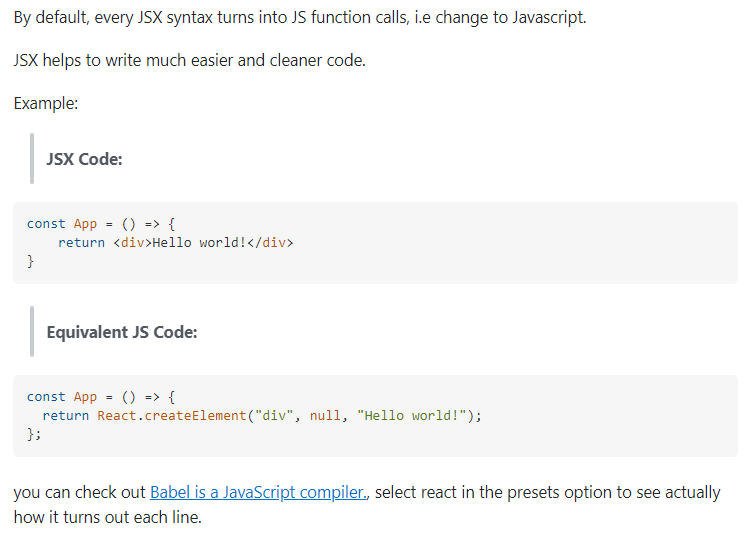 By default, every JSX syntax turns into JS function calls, i.e change to Javascript.
JSX helps to write much easier and cleaner code.
Example:
JSX Code:
const App = () => {
    return <div>Hello world!</div>
}
Equivalent JS Code:
const App = () => {
  return React.createElement("div", null, "Hello world!");
};
you can check out Babel is a JavaScript compiler., select react in the presets option to see actually
how it turns out each line.